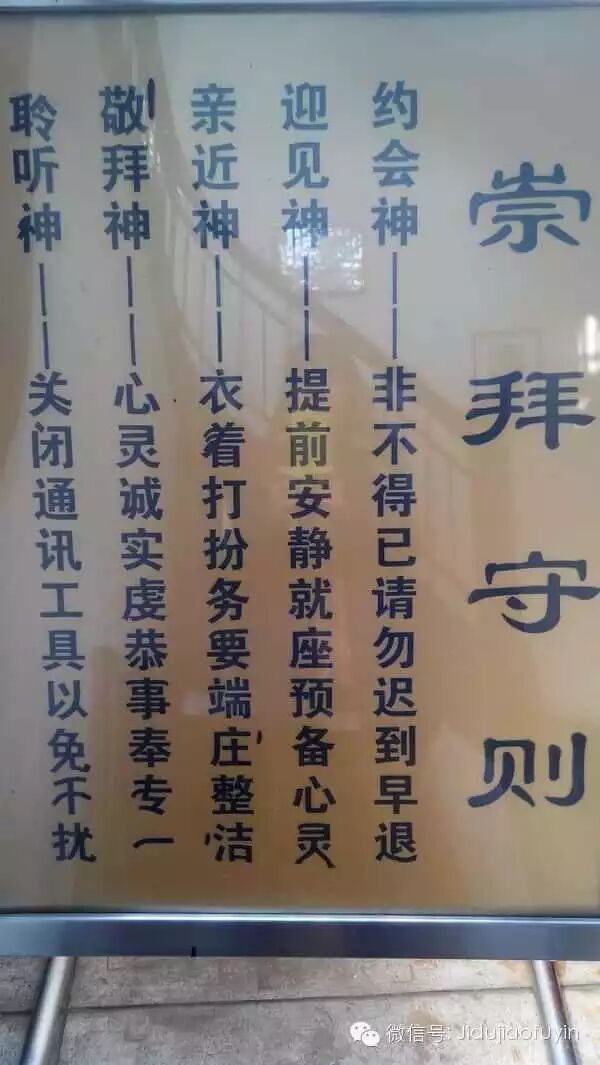 崇拜守则
约会神——非不得已请勿迟到早退
迎见神——提前安静就座预备心灵
亲近神——衣着打扮务要端庄整洁
敬拜神——心灵诚实虔恭事奉专一
聆听神——关闭通讯工具以免不扰
微信号: Jidujiaofuyin